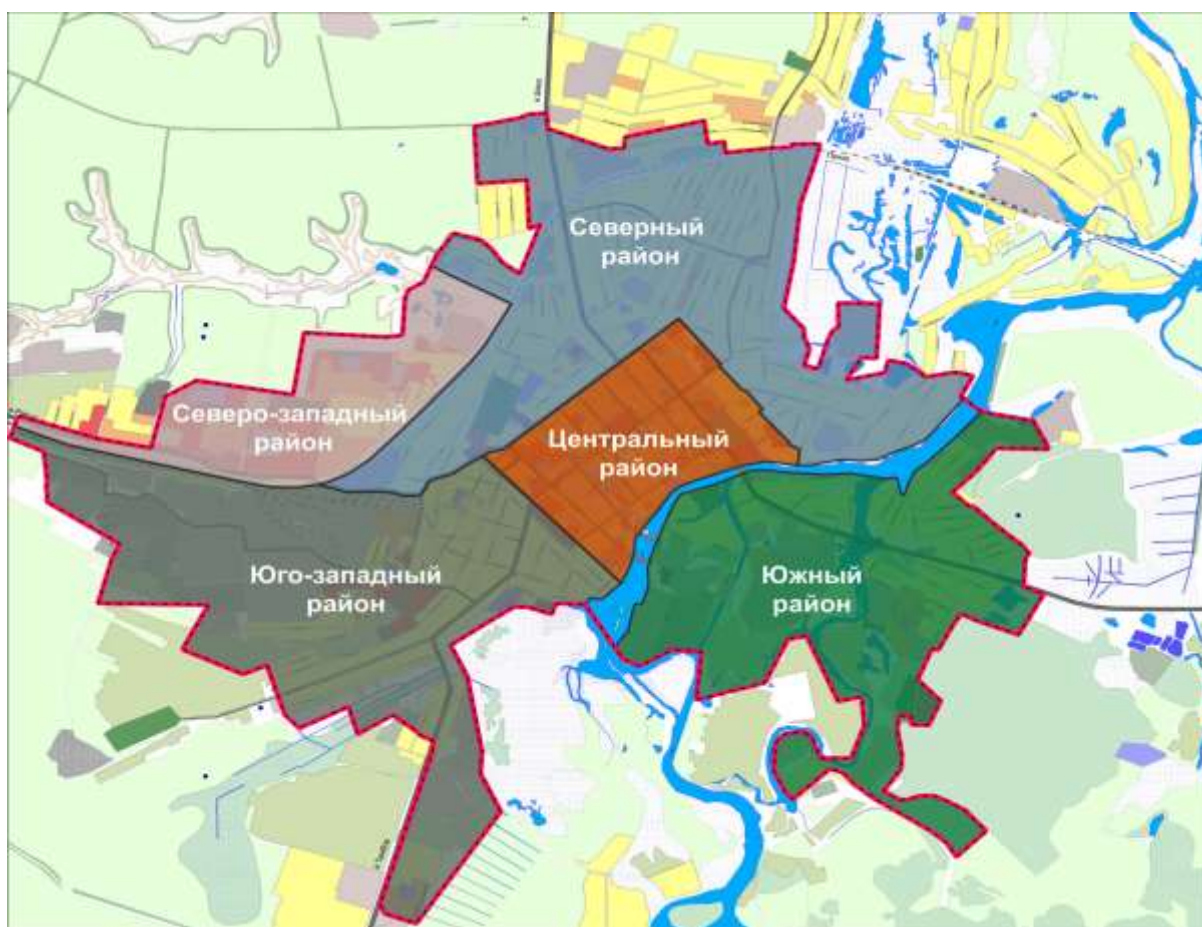 Северный
район
Северо-западный
район
Центральный
район
Юго-западный
район
Южный
район